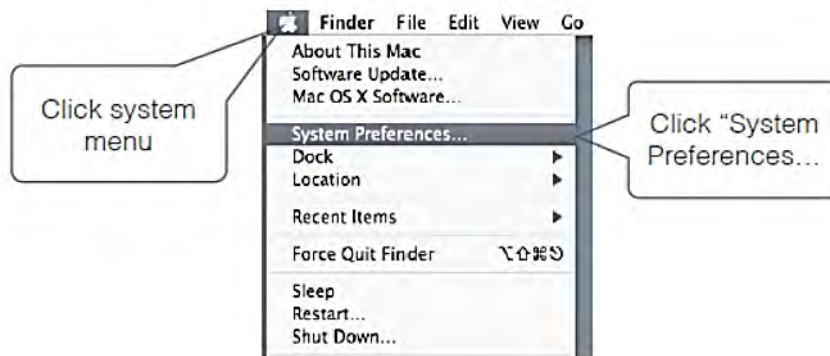 Finder File Edit View Go
About This Mac
Software Update...
Mac OS X Software...
Click system
menu
System Preferences...
Click “System
Preferences...
Dock
Location
Recent Items
Force Quit Finder ⌥⇧⌘⎋
Sleep
Restart...
Shut Down...